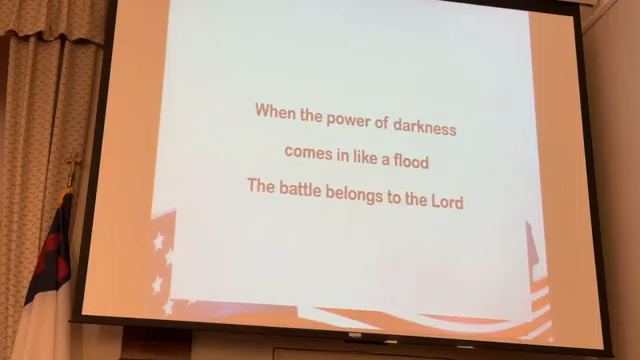 When the power of darkness
comes in like a flood
The battle belongs to the Lord